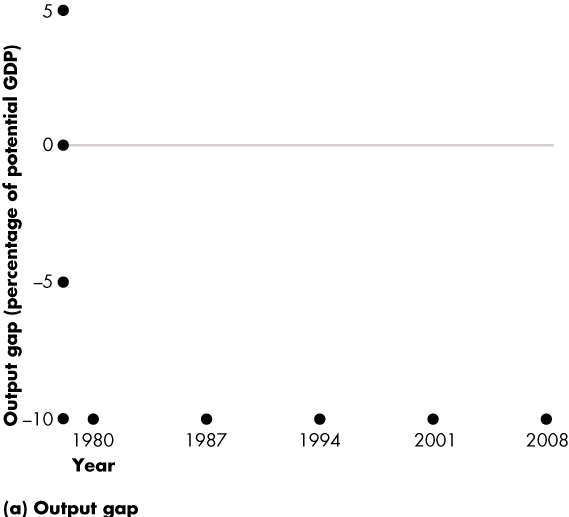 Output gap (percentage of potential GDP)
5
0
–5
–10
1980 1987 1994 2001 2008
Year
(a) Output gap